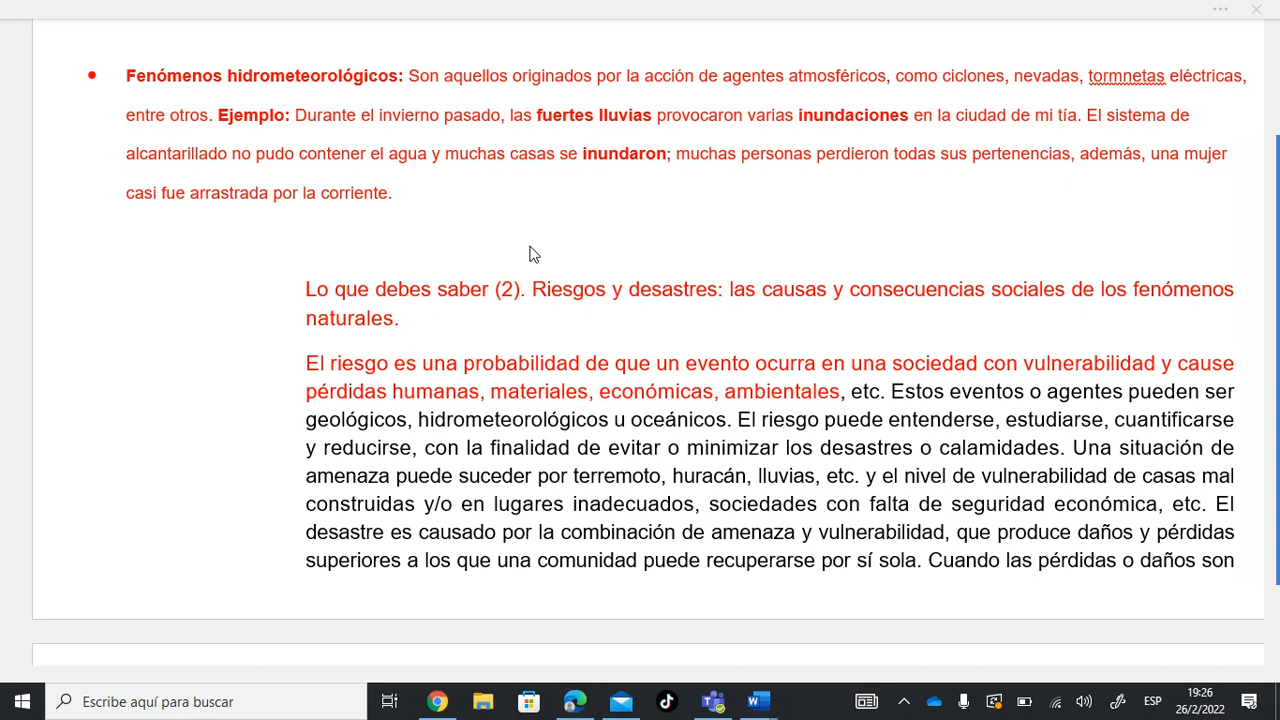 Fenómenos hidrometeorológicos: Son aquellos originados por la acción de agentes atmosféricos, como ciclones, nevadas, tormnetas eléctricas,
entre otros. Ejemplo: Durante el invierno pasado, las fuertes lluvias provocaron varias inundaciones en la ciudad de mi tía. El sistema de
alcantarillado no pudo contener el agua y muchas casas se inundaron; muchas personas perdieron todas sus pertenencias, además, una mujer
casi fue arrastrada por la corriente.
Lo que debes saber (2). Riesgos y desastres: las causas y consecuencias sociales de los fenómenos
naturales.
El riesgo es una probabilidad de que un evento ocurra en una sociedad con vulnerabilidad y cause
pérdidas humanas, materiales, económicas, ambientales, etc. Estos eventos o agentes pueden ser
geológicos, hidrometeorológicos u oceánicos. El riesgo puede entenderse, estudiarse, cuantificarse
y reducirse, con la finalidad de evitar o minimizar los desastres o calamidades. Una situación de
amenaza puede suceder por terremoto, huracán, lluvias, etc. y el nivel de vulnerabilidad de casas mal
construidas y/o en lugares inadecuados, sociedades con falta de seguridad económica, etc. El
desastre es causado por la combinación de amenaza y vulnerabilidad, que produce daños y pérdidas
superiores a los que una comunidad puede recuperarse por sí sola. Cuando las pérdidas o daños son
Escribe aquí para buscar
ESP
19:26
26/2/2022